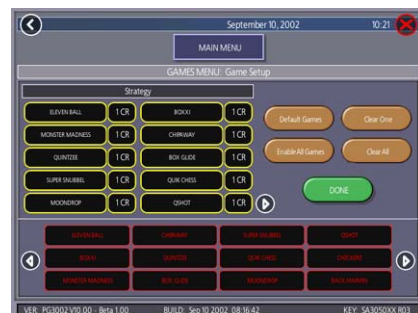 September 10, 2002 10:21
MAIN MENU
GAMES MENU: Game Setup
Strategy
ELEVEN BALL 1 CR BOXXI 1 CR
MONSTER MADNESS 1 CR CHIPAWAY 1 CR
QUINTZEE 1 CR BOX GLIDE 1 CR
SUPER SNUBBEL 1 CR QUIK CHESS 1 CR
MOONDROP 1 CR QSHOT 1 CR
Default Games Clear One
Enable All Games Clear All
DONE
ELEVEN BALL CHIPAWAY SUPER SNUBBEL QSHOT
BOXXI QUINTZEE QUIK CHESS CHECKERZ
MONSTER MADNESS BOX GLIDE MOONDROP
VER: PG3002 V10.00 - Beta 1.00 BUILD: Sep 10 2002 08:16:42 KEY: SA3050XX R03